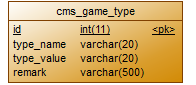 cms_game_type
id int(11) <pk>
type_name varchar(20)
type_value varchar(20)
remark varchar(500)